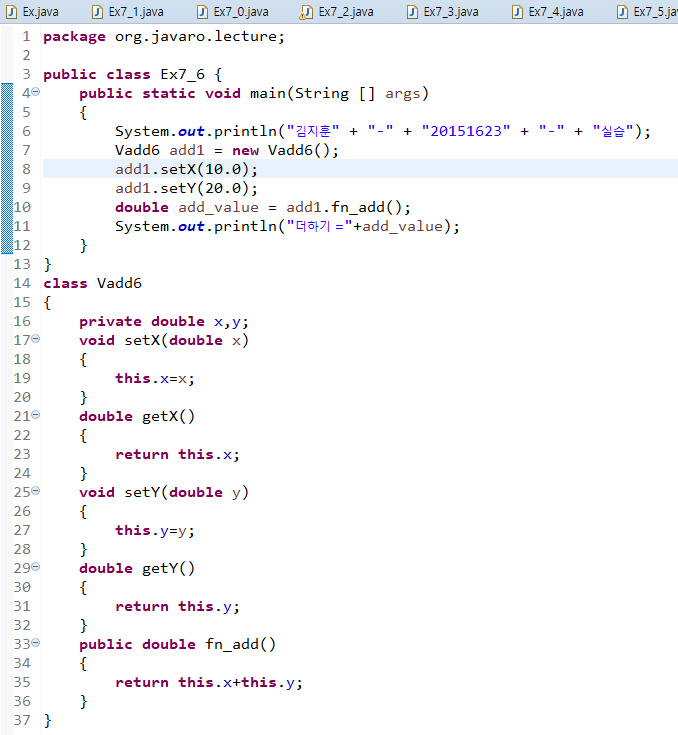 Ex.java Ex7_1.java Ex7_0.java Ex7_2.java Ex7_3.java Ex7_4.java Ex7_5.ja
1 package org.javaro.lecture;
2
3 public class Ex7_6 {
4     public static void main(String [] args)
5     {
6         System.out.println("김지훈" + "-" + "20151623" + "-" + "실습");
7         Vadd6 add1 = new Vadd6();
8         add1.setX(10.0);
9         add1.setY(20.0);
10         double add_value = add1.fn_add();
11         System.out.println("더하기 ="+add_value);
12     }
13 }
14 class Vadd6
15 {
16     private double x,y;
17     void setX(double x)
18     {
19         this.x=x;
20     }
21     double getX()
22     {
23         return this.x;
24     }
25     void setY(double y)
26     {
27         this.y=y;
28     }
29     double getY()
30     {
31         return this.y;
32     }
33     public double fn_add()
34     {
35         return this.x+this.y;
36     }
37 }